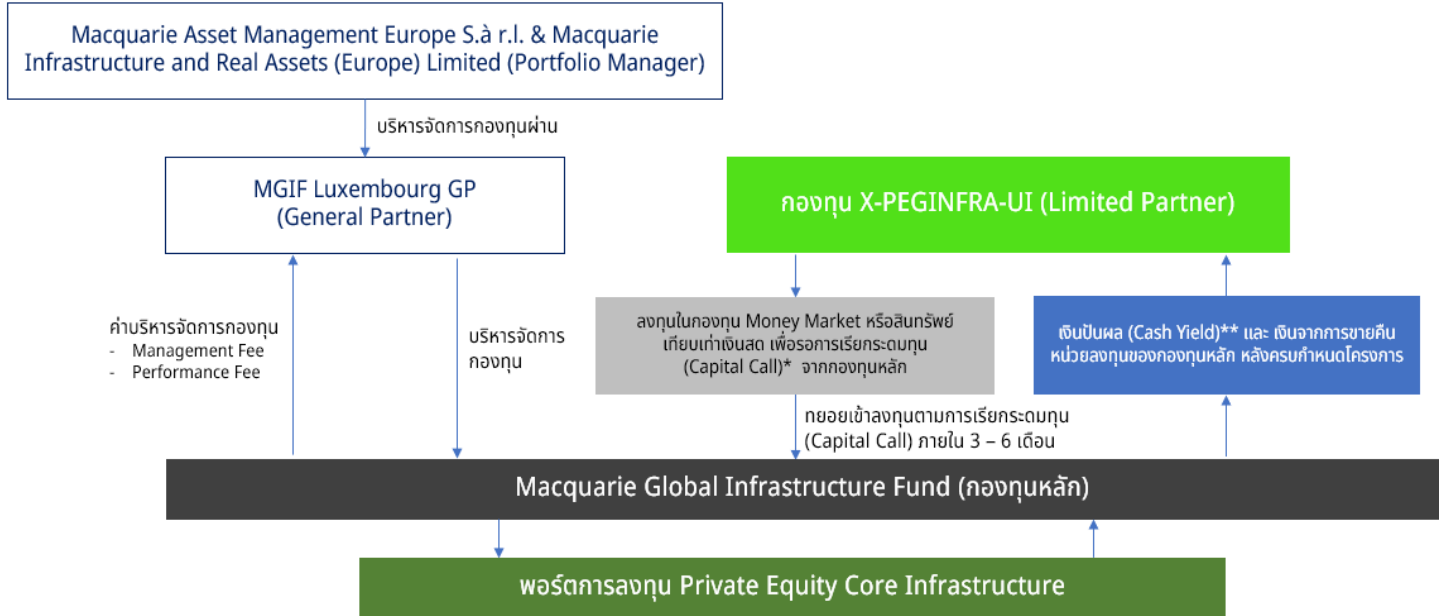 Macquarie Asset Management Europe S.à r.l. & Macquarie
Infrastructure and Real Assets (Europe) Limited (Portfolio Manager)
บริหารจัดการกองทุนผ่าน
MGIF Luxembourg GP
(General Partner)
กองทุน X-PEGINFRA-UI (Limited Partner)
ค่าบริหารจัดการกองทุน
- Management Fee
- Performance Fee
บริหารจัดการ
กองทุน
ลงทุนในกองทุน Money Market หรือสินทรัพย์
เทียบเท่าเงินสด เพื่อรอการเรียกระดมทุน
(Capital Call)* จากกองทุนหลัก
เงินปันผล (Cash Yield)** และ เงินจากการขายคืน
หน่วยลงทุนของกองทุนหลัก หลังครบกำหนดโครงการ
ทยอยเข้าลงทุนตามการเรียกระดมทุน
(Capital Call) ภายใน 3 – 6 เดือน
Macquarie Global Infrastructure Fund (กองทุนหลัก)
พอร์ตการลงทุน Private Equity Core Infrastructure